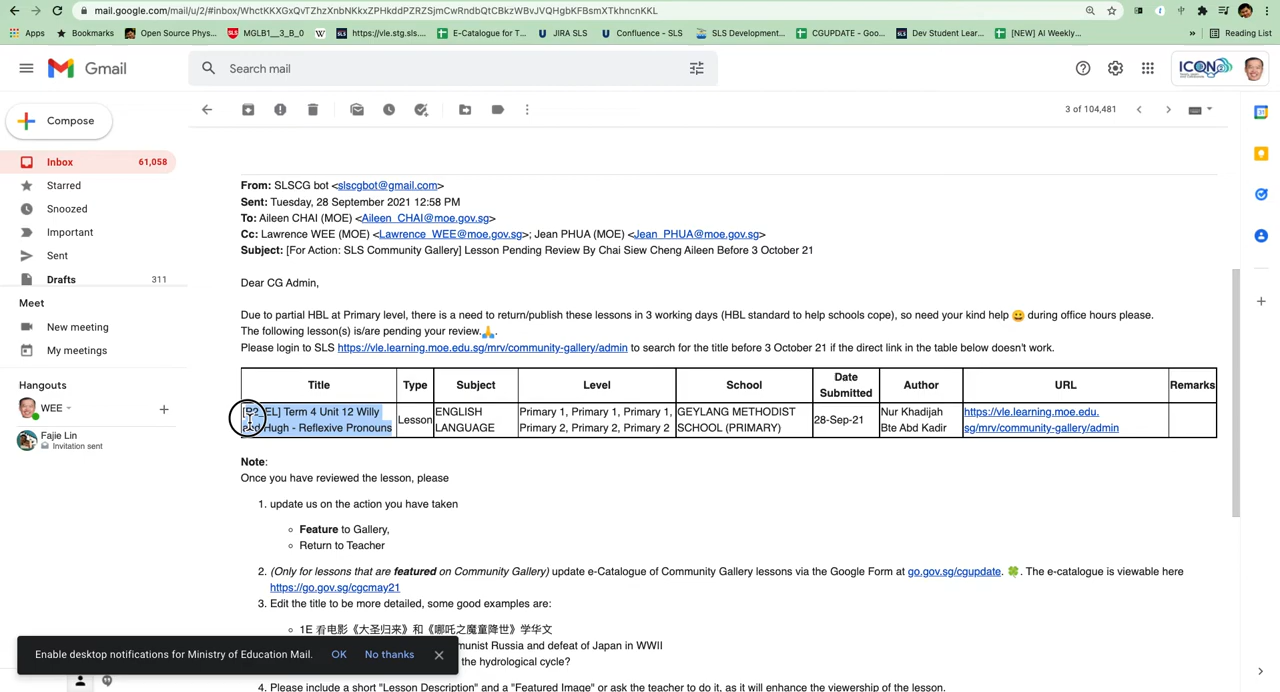 mail.google.com/mail/u/2/#inbox/WhctKKXGxQvTZhzXnbNKkxZPHkddPZRZSjmCwRndbQtCBkzWBvJVQHgbKFBsmXTkhncnKKL
Apps Bookmarks Open Source Phys... MGLB1__3_B_0 https://vle.stg.sl... E-Catalogue for T... JIRA SLS Confluence - SLS SLS Development... CGUPDATE - Goo... Dev Student Lear... [NEW] AI Weekly... » Reading List
Gmail
Search mail
ICON
Compose
3 of 104,481
Inbox 61,058
Starred
Snoozed
Important
Sent
Drafts 311
Meet
New meeting
My meetings
Hangouts
WEE
Fajie Lin
Invitation sent
From: SLSCG bot <slscgbot@gmail.com>
Sent: Tuesday, 28 September 2021 12:58 PM
To: Aileen CHAI (MOE) <Aileen_CHAI@moe.gov.sg>
Cc: Lawrence WEE (MOE) <Lawrence_WEE@moe.gov.sg>; Jean PHUA (MOE) <Jean_PHUA@moe.gov.sg>
Subject: [For Action: SLS Community Gallery] Lesson Pending Review By Chai Siew Cheng Aileen Before 3 October 21
Dear CG Admin,
Due to partial HBL at Primary level, there is a need to return/publish these lessons in 3 working days (HBL standard to help schools cope), so need your kind help 😀 during office hours please.
The following lesson(s) is/are pending your review.🙏.
Please login to SLS https://vle.learning.moe.edu.sg/mrv/community-gallery/admin to search for the title before 3 October 21 if the direct link in the table below doesn't work.
Title Type Subject Level School Date Submitted Author URL Remarks
EL] Term 4 Unit 12 Willy
Hugh - Reflexive Pronouns
Lesson
ENGLISH
LANGUAGE
Primary 1, Primary 1, Primary 1,
Primary 2, Primary 2, Primary 2
GEYLANG METHODIST
SCHOOL (PRIMARY)
28-Sep-21
Nur Khadijah
Bte Abd Kadir
https://vle.learning.moe.edu.
sg/mrv/community-gallery/admin
Note:
Once you have reviewed the lesson, please
1. update us on the action you have taken
Feature to Gallery,
Return to Teacher
2. (Only for lessons that are featured on Community Gallery) update e-Catalogue of Community Gallery lessons via the Google Form at go.gov.sg/cgupdate. 🍀. The e-catalogue is viewable here
https://go.gov.sg/cgcmay21
3. Edit the title to be more detailed, some good examples are:
1E 看电影《大圣归来》和《哪吒之魔童降世》学华文
munist Russia and defeat of Japan in WWII
the hydrological cycle?
4. Please include a short "Lesson Description" and a "Featured Image" or ask the teacher to do it, as it will enhance the viewership of the lesson.
Enable desktop notifications for Ministry of Education Mail. OK No thanks